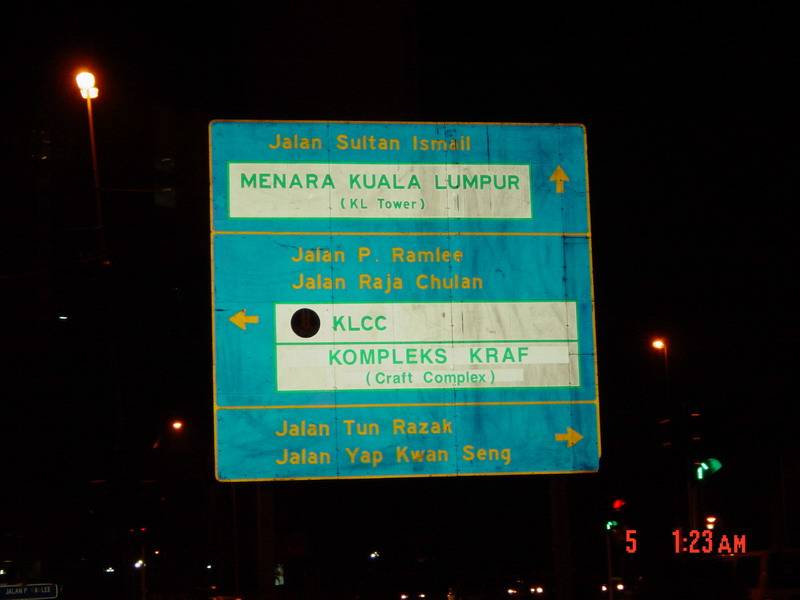 Jalan Sultan Ismail
MENARA KUALA LUMPUR
(KL Tower)
Jalan P. Ramlee
Jalan Raja Chulan
KLCC
KOMPLEKS KRAF
(Craft Complex)
Jalan Tun Razak
Jalan Yap Kwan Seng
5 1:23 AM
JALAN P